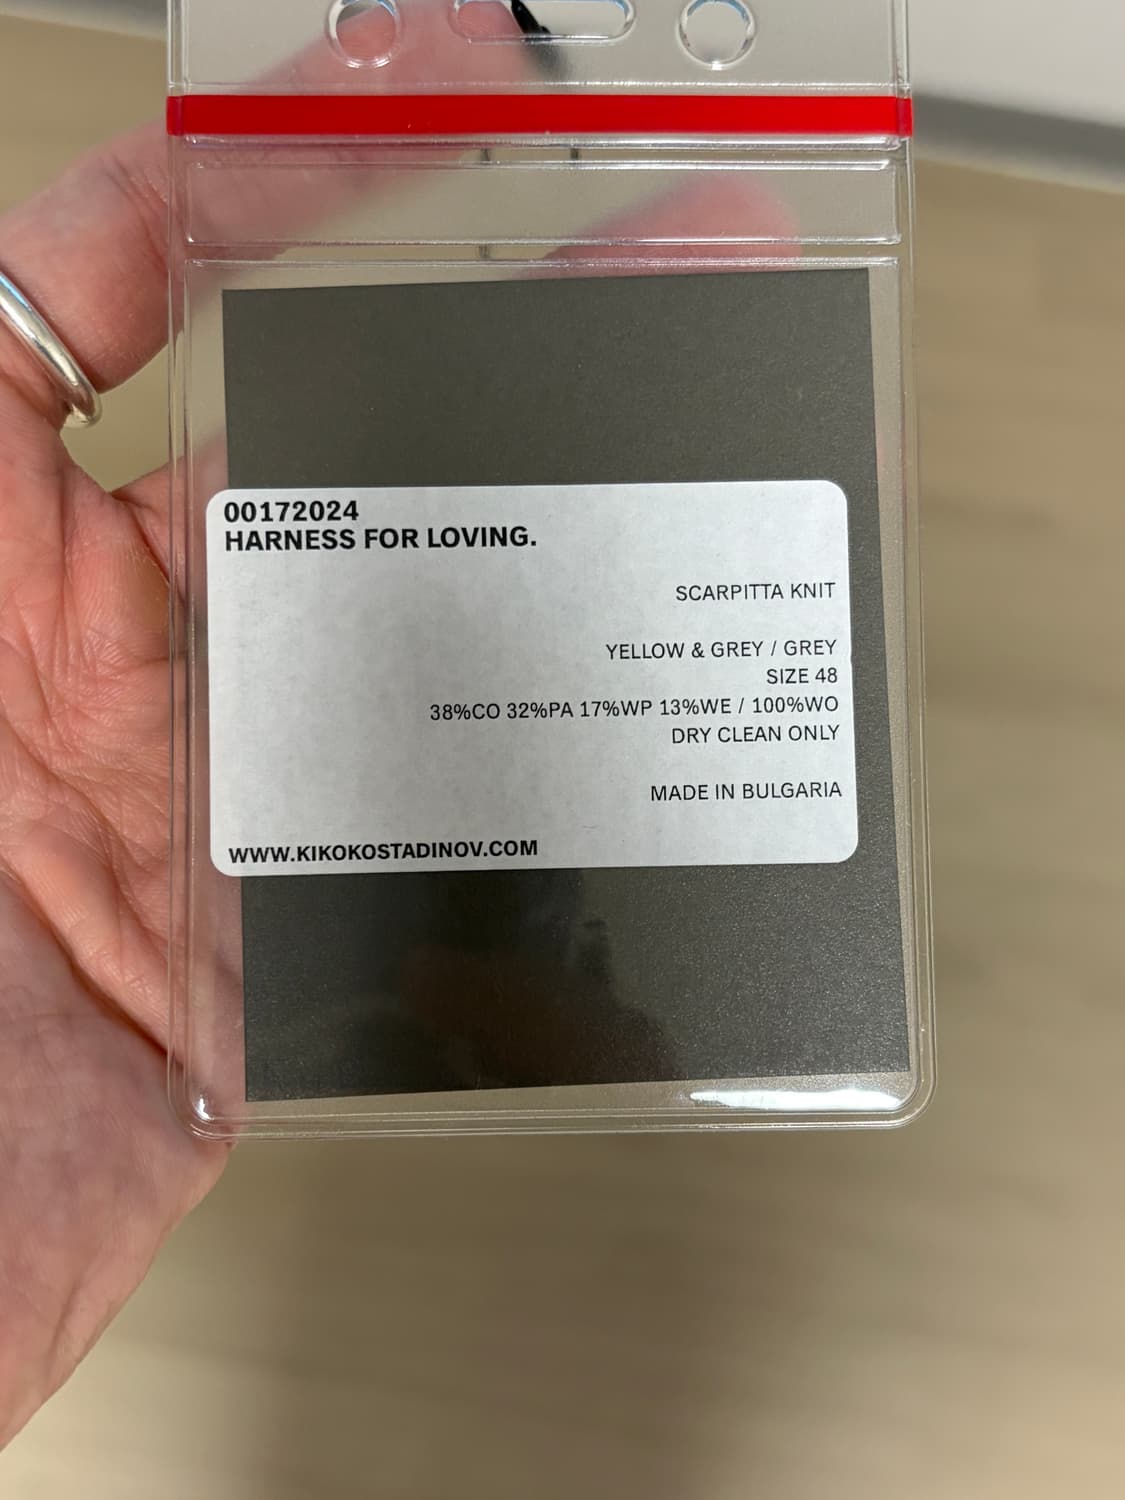 00172024
HARNESS FOR LOVING.
SCARPITTA KNIT
YELLOW & GREY / GREY
SIZE 48
38%CO 32%PA 17%WP 13%WE / 100%WO
DRY CLEAN ONLY
MADE IN BULGARIA
WWW.KIKOKOSTADINOV.COM